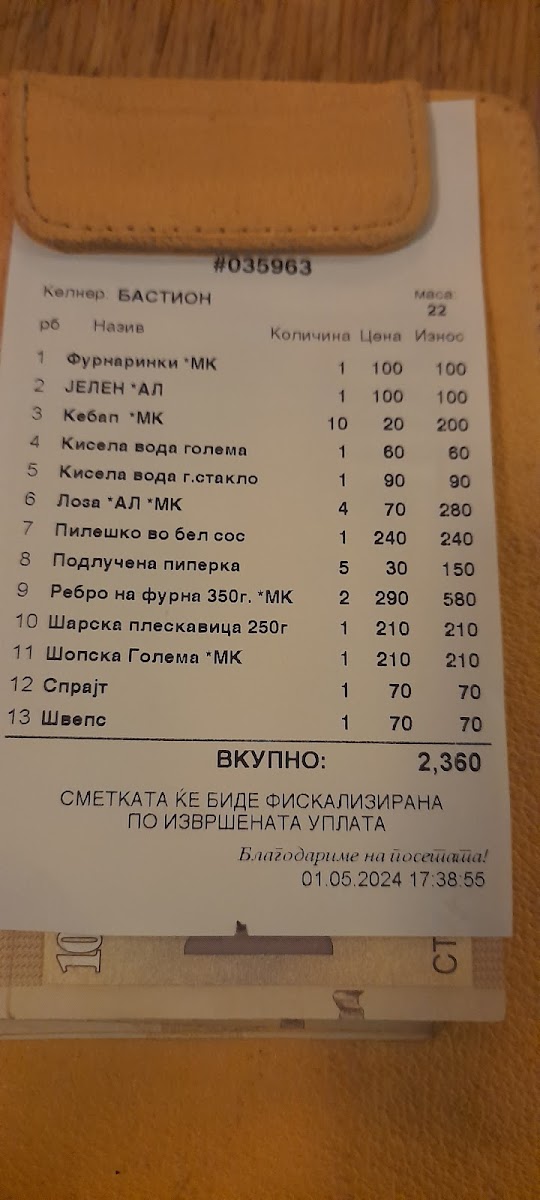 #035963
Келнер: БАСТИОН маса:
22
рб Назив Количина Цена Износ
1 Фурнаринки *МК 1 100 100
2 ЈЕЛЕН *АЛ 1 100 100
3 Кебап *МК 10 20 200
4 Кисела вода голема 1 60 60
5 Кисела вода г.стакло 1 90 90
6 Лоза *АЛ *МК 4 70 280
7 Пилешко во бел сос 1 240 240
8 Подлучена пиперка 5 30 150
9 Ребро на фурна 350г. *МК 2 290 580
10 Шарска плескавица 250г 1 210 210
11 Шопска Голема *МК 1 210 210
12 Спрајт 1 70 70
13 Швепс 1 70 70
ВКУПНО: 2,360
СМЕТКАТА ЌЕ БИДЕ ФИСКАЛИЗИРАНА
ПО ИЗВРШЕНАТА УПЛАТА
Благодариме на посетата!
01.05.2024 17:38:55
10
СТ